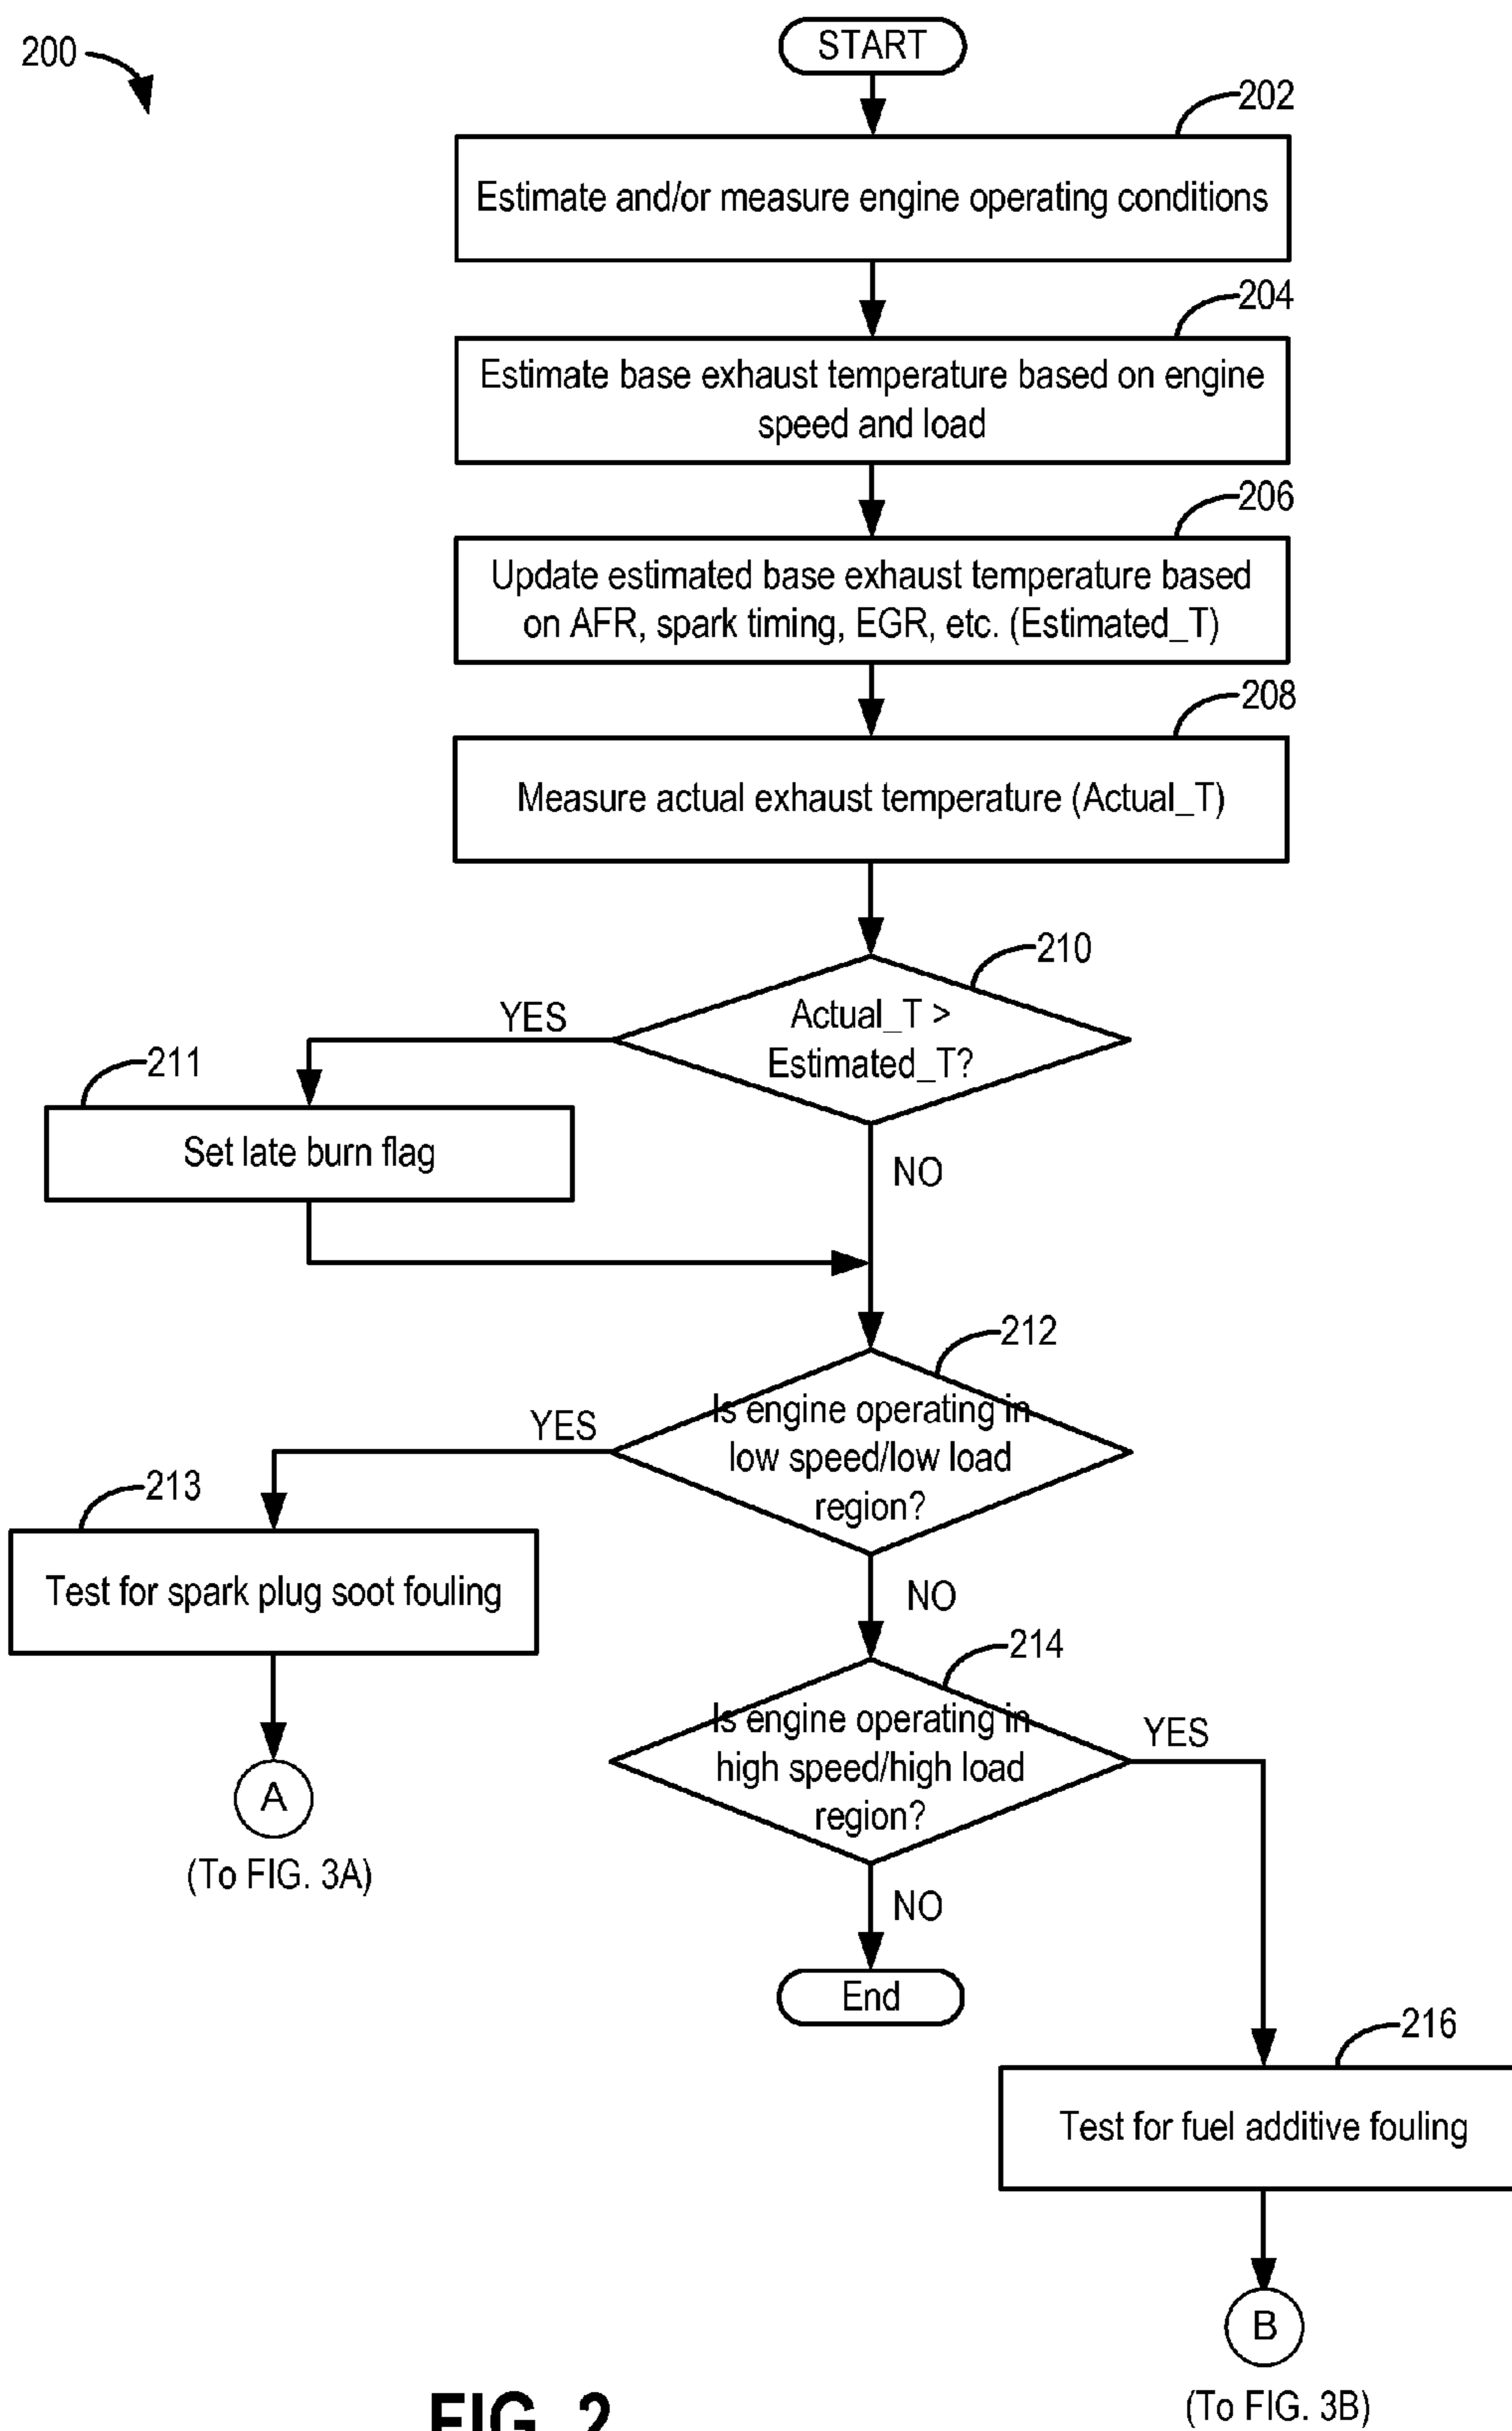 200
START
202
Estimate and/or measure engine operating conditions
204
Estimate base exhaust temperature based on engine
speed and load
206
Update estimated base exhaust temperature based
on AFR, spark timing, EGR, etc. (Estimated_T)
208
Measure actual exhaust temperature (Actual_T)
210
Actual_T >
Estimated_T?
YES
211
Set late burn flag
NO
212
Is engine operating in
low speed/low load
region?
YES
213
Test for spark plug soot fouling
NO
214
Is engine operating in
high speed/high load
region?
YES
A
(To FIG. 3A)
NO
End
216
Test for fuel additive fouling
B
(To FIG. 3B)
FIG. 2